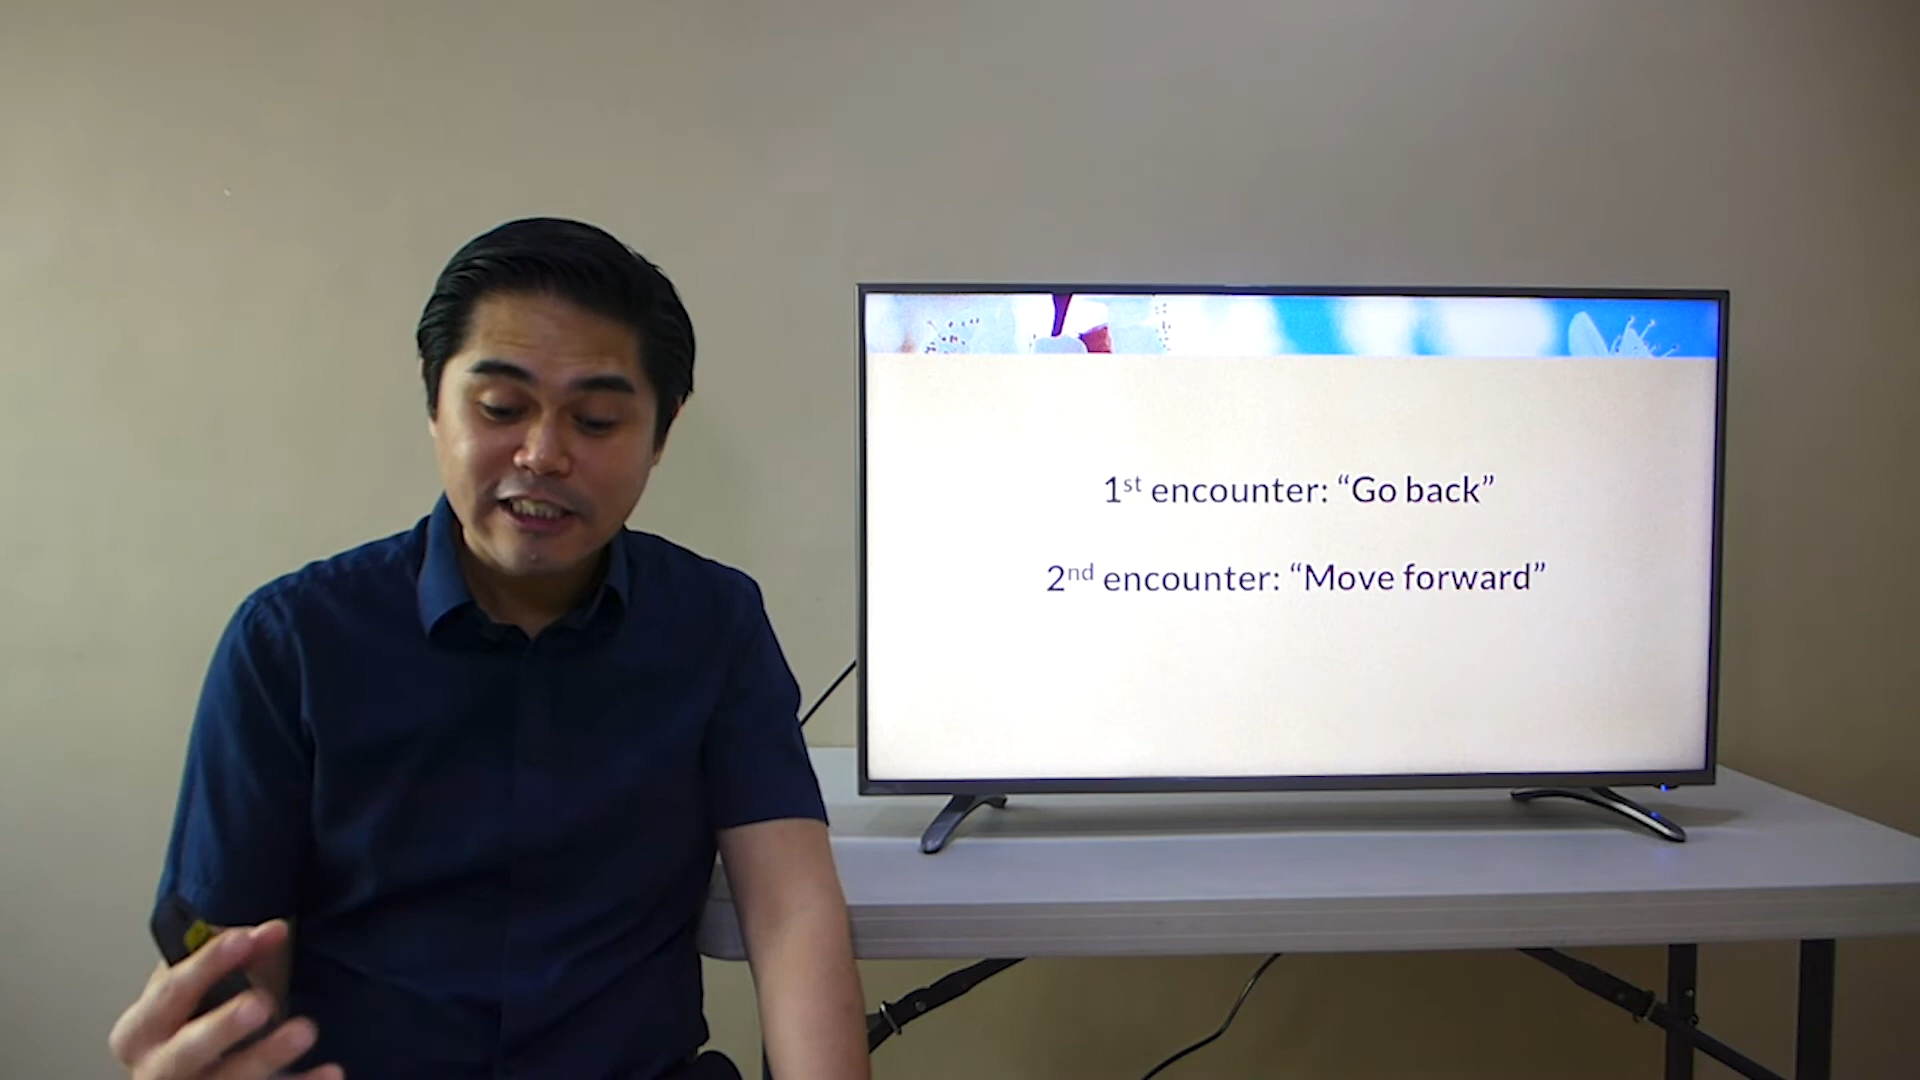 1st encounter: “Go back”
2nd encounter: “Move forward”